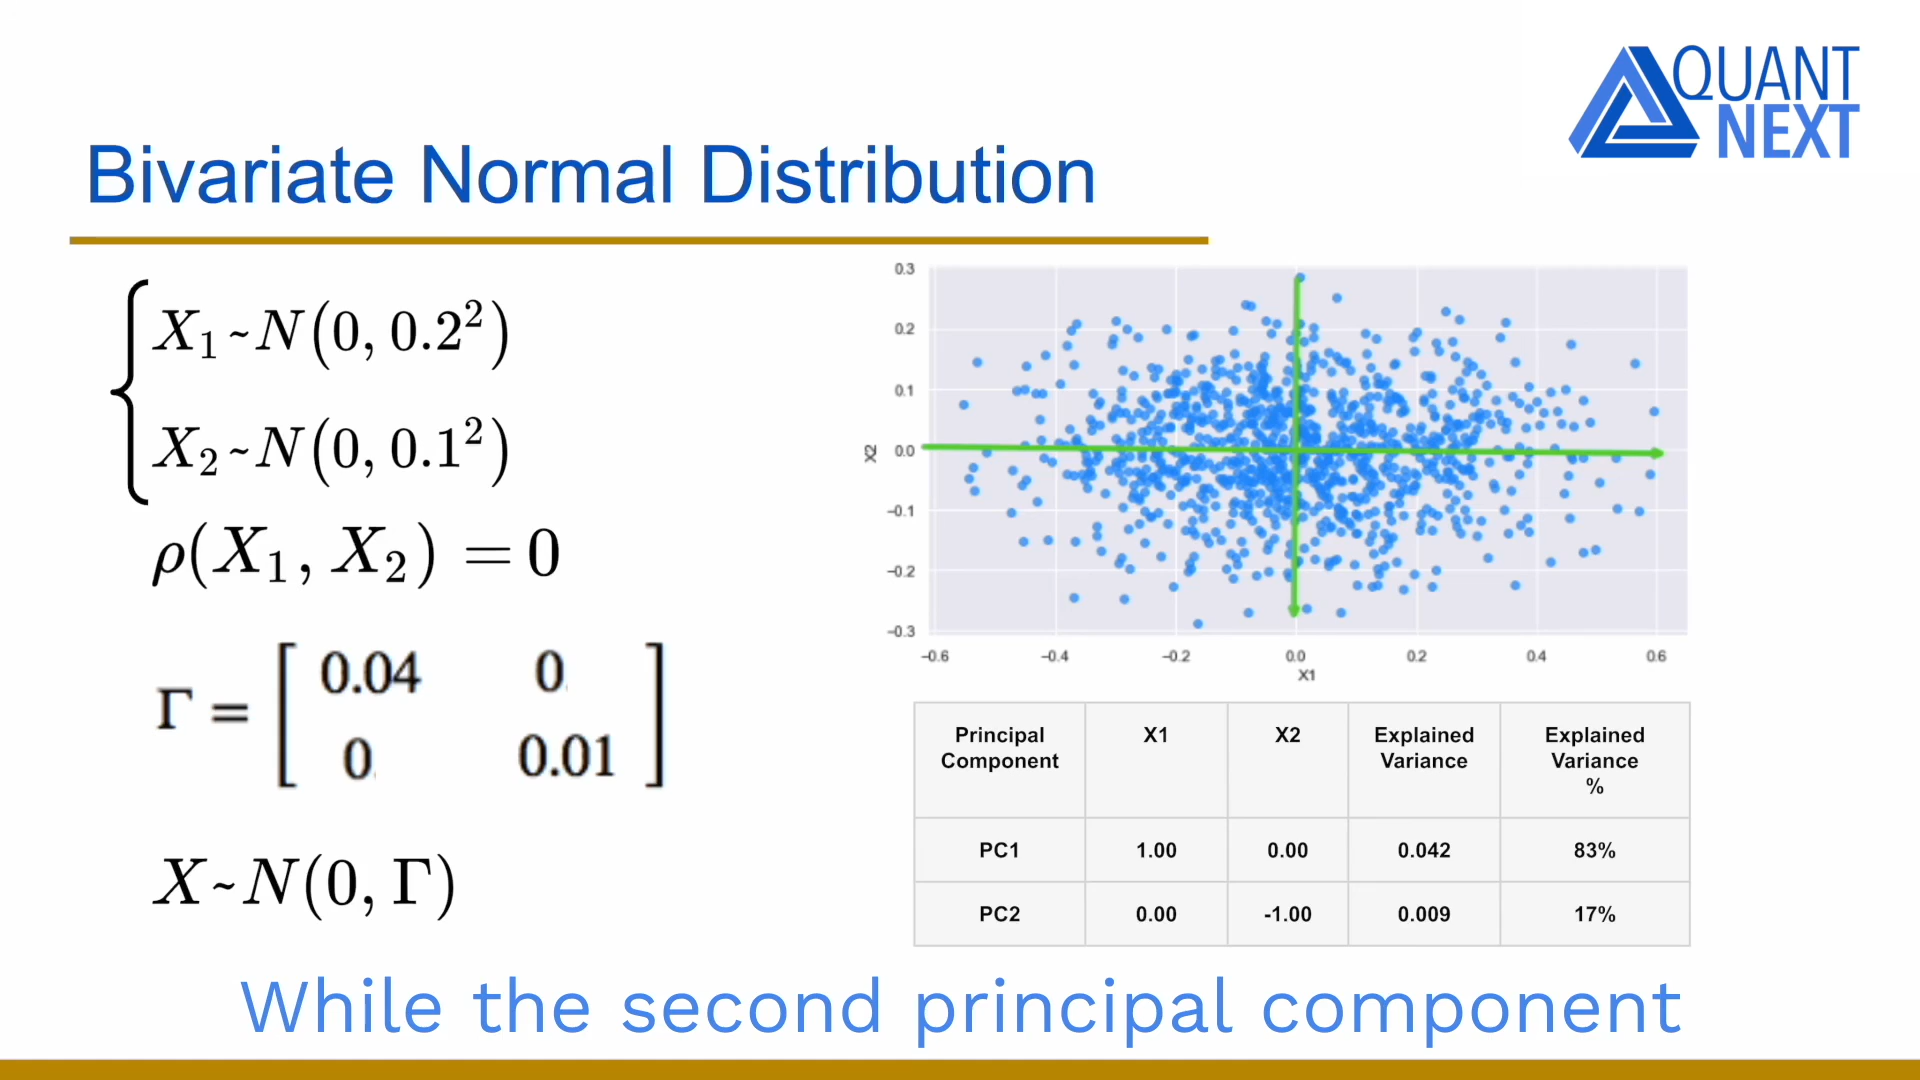 QUANT
NEXT
Bivariate Normal Distribution
X₁~N(0, 0.2²)
X₂~N(0, 0.1²)
ρ(X₁, X₂) = 0
Γ = [ 0.04 0
0 0.01 ]
X~N(0, Γ)
0.3
0.2
0.1
0.0
-0.1
-0.2
-0.3
X2
-0.6 -0.4 -0.2 0.0 0.2 0.4 0.6
X1
Principal Component X1 X2 Explained Variance Explained Variance %
PC1 1.00 0.00 0.042 83%
PC2 0.00 -1.00 0.009 17%
While the second principal component